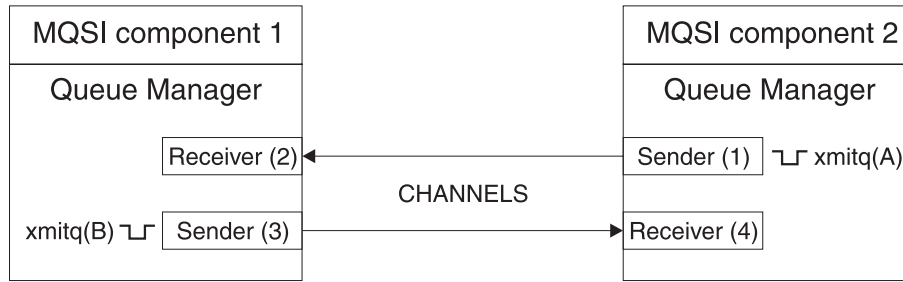 MQSI component 1
MQSI component 2
Queue Manager
Queue Manager
Receiver (2)
Sender (1)
xmitq(A)
CHANNELS
xmitq(B)
Sender (3)
Receiver (4)